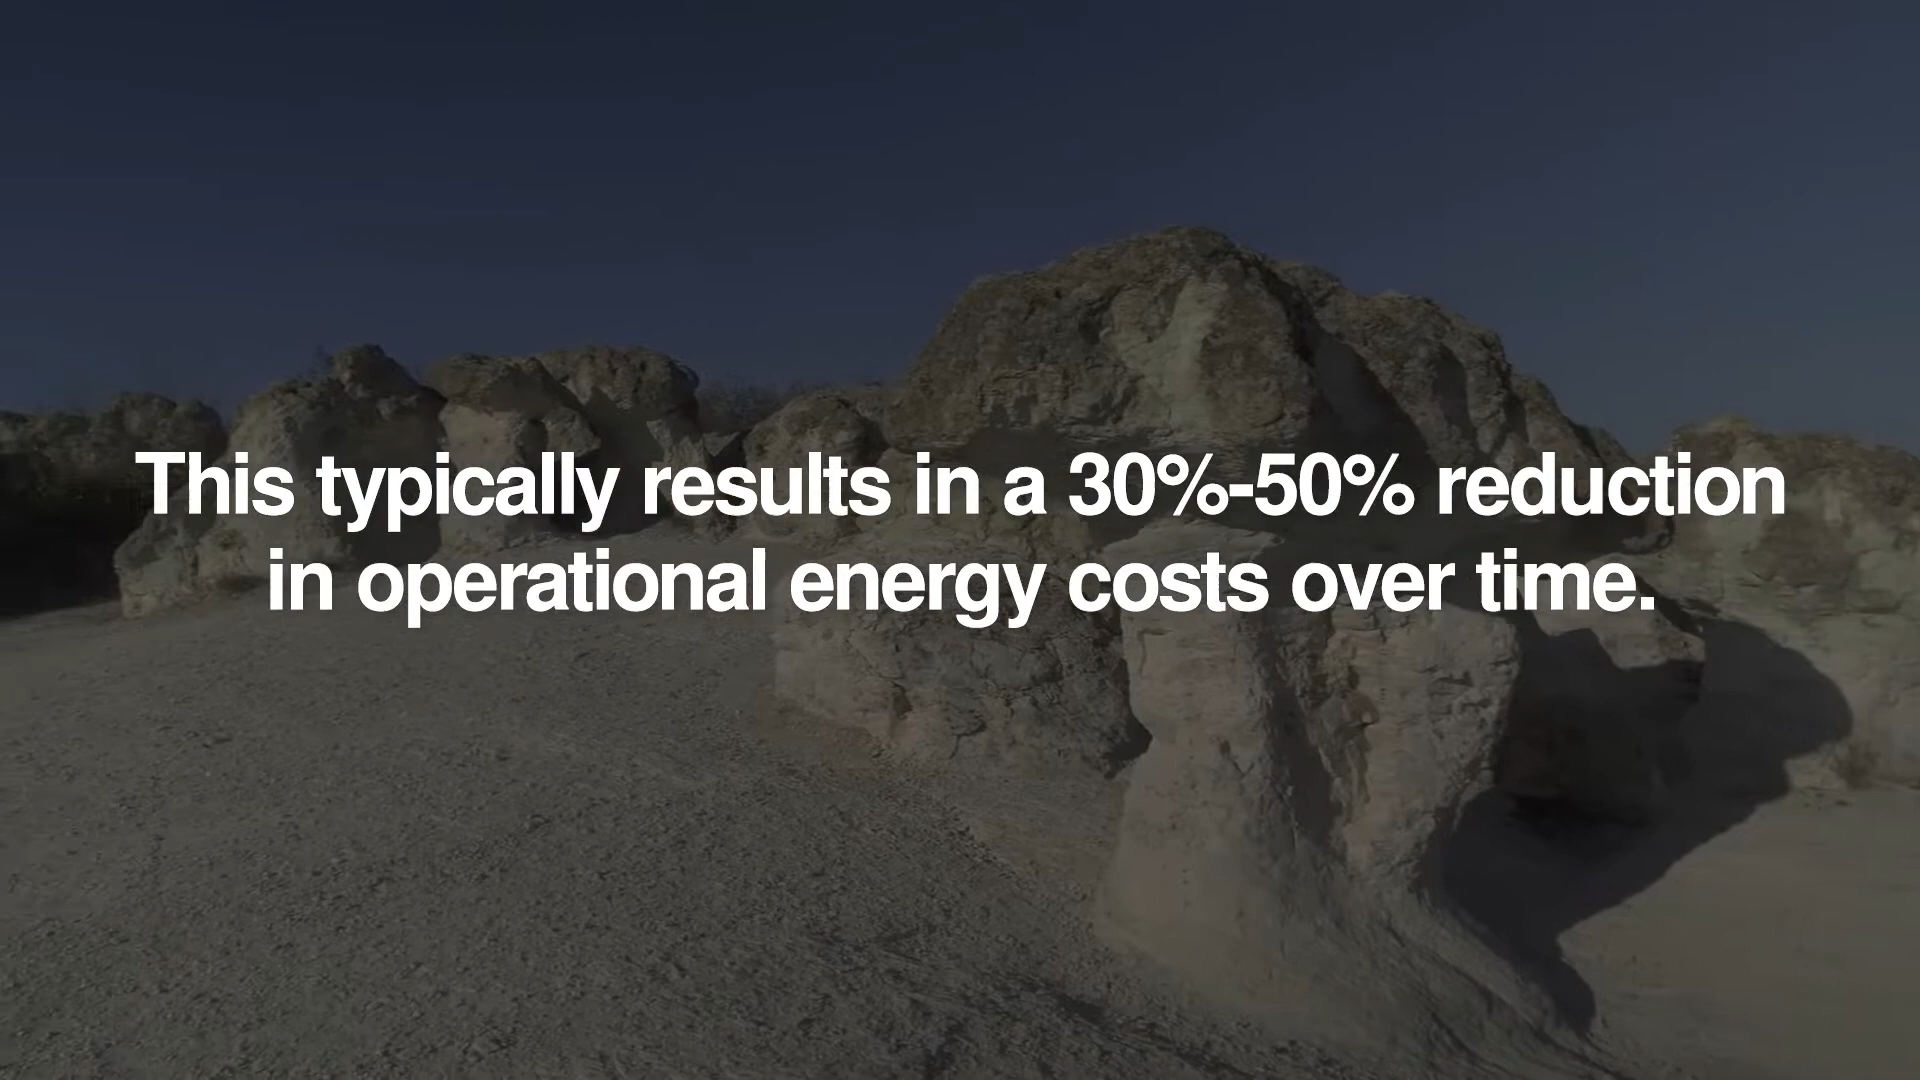 This typically results in a 30%-50% reduction
in operational energy costs over time.